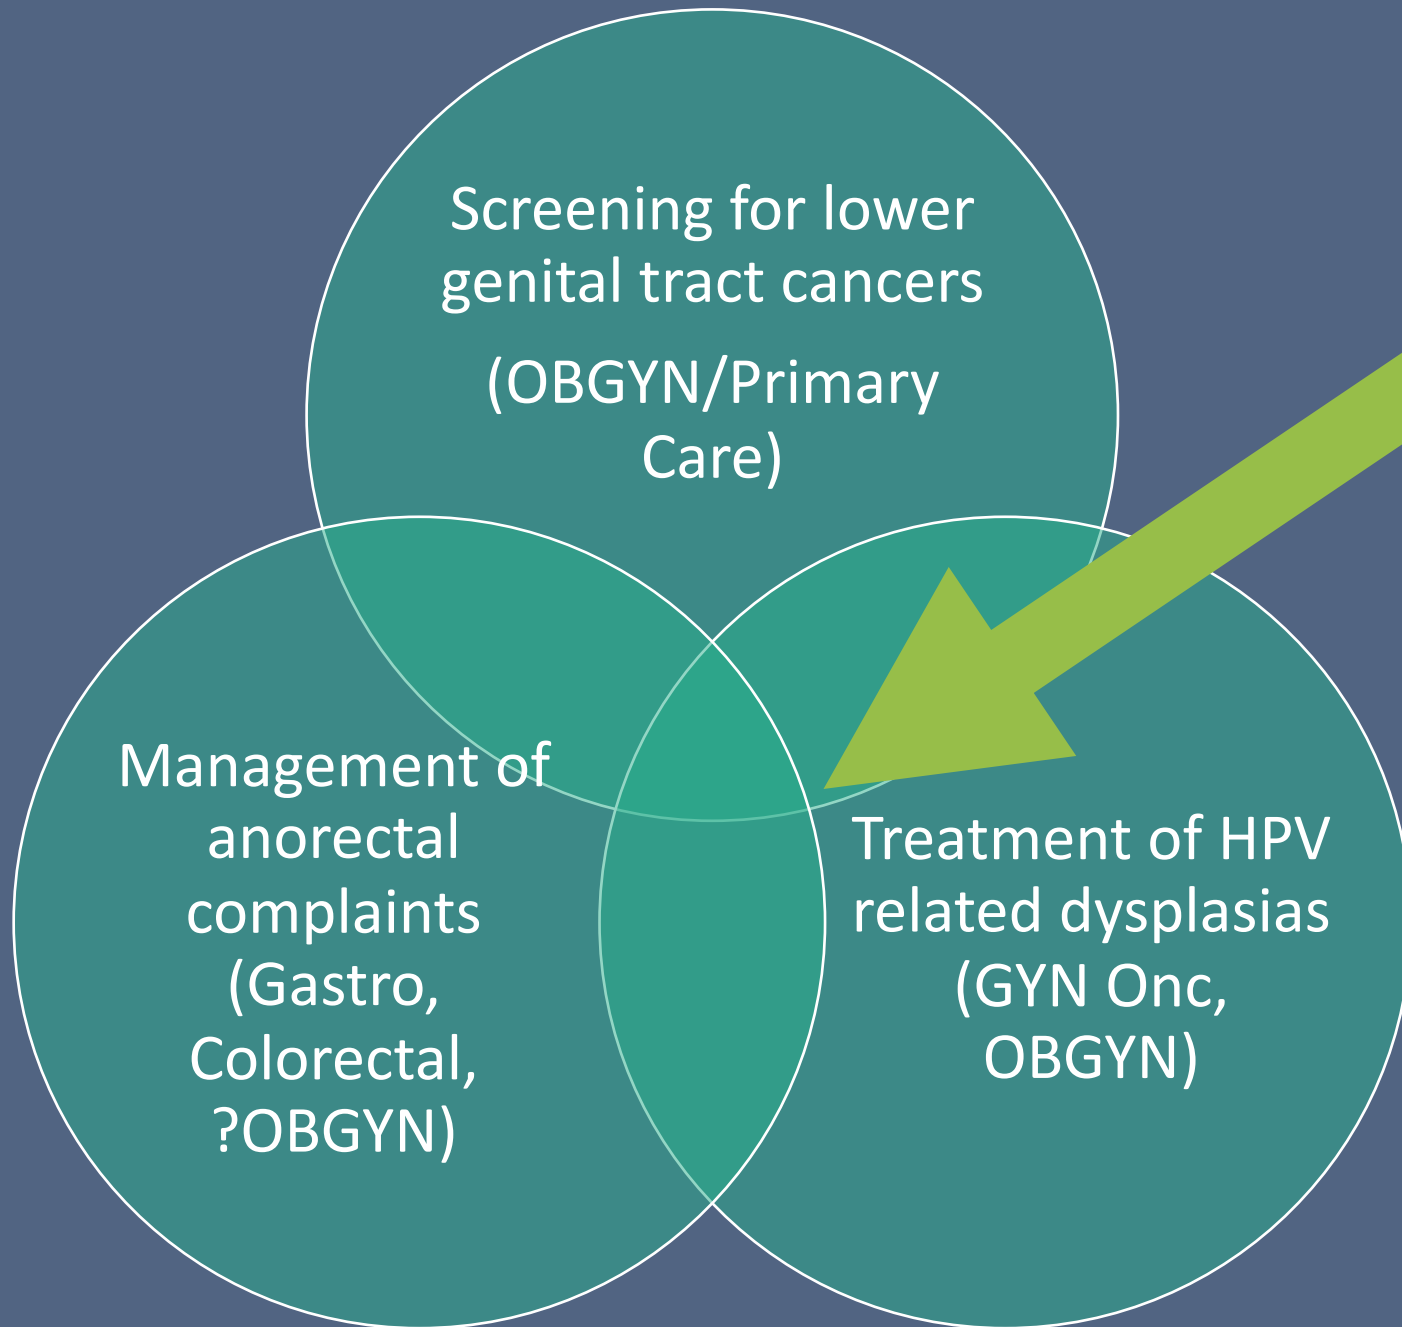 Screening for lower
genital tract cancers
(OBGYN/Primary
Care)
Management of
anorectal
complaints
(Gastro,
Colorectal,
?OBGYN)
Treatment of HPV
related dysplasias
(GYN Onc,
OBGYN)